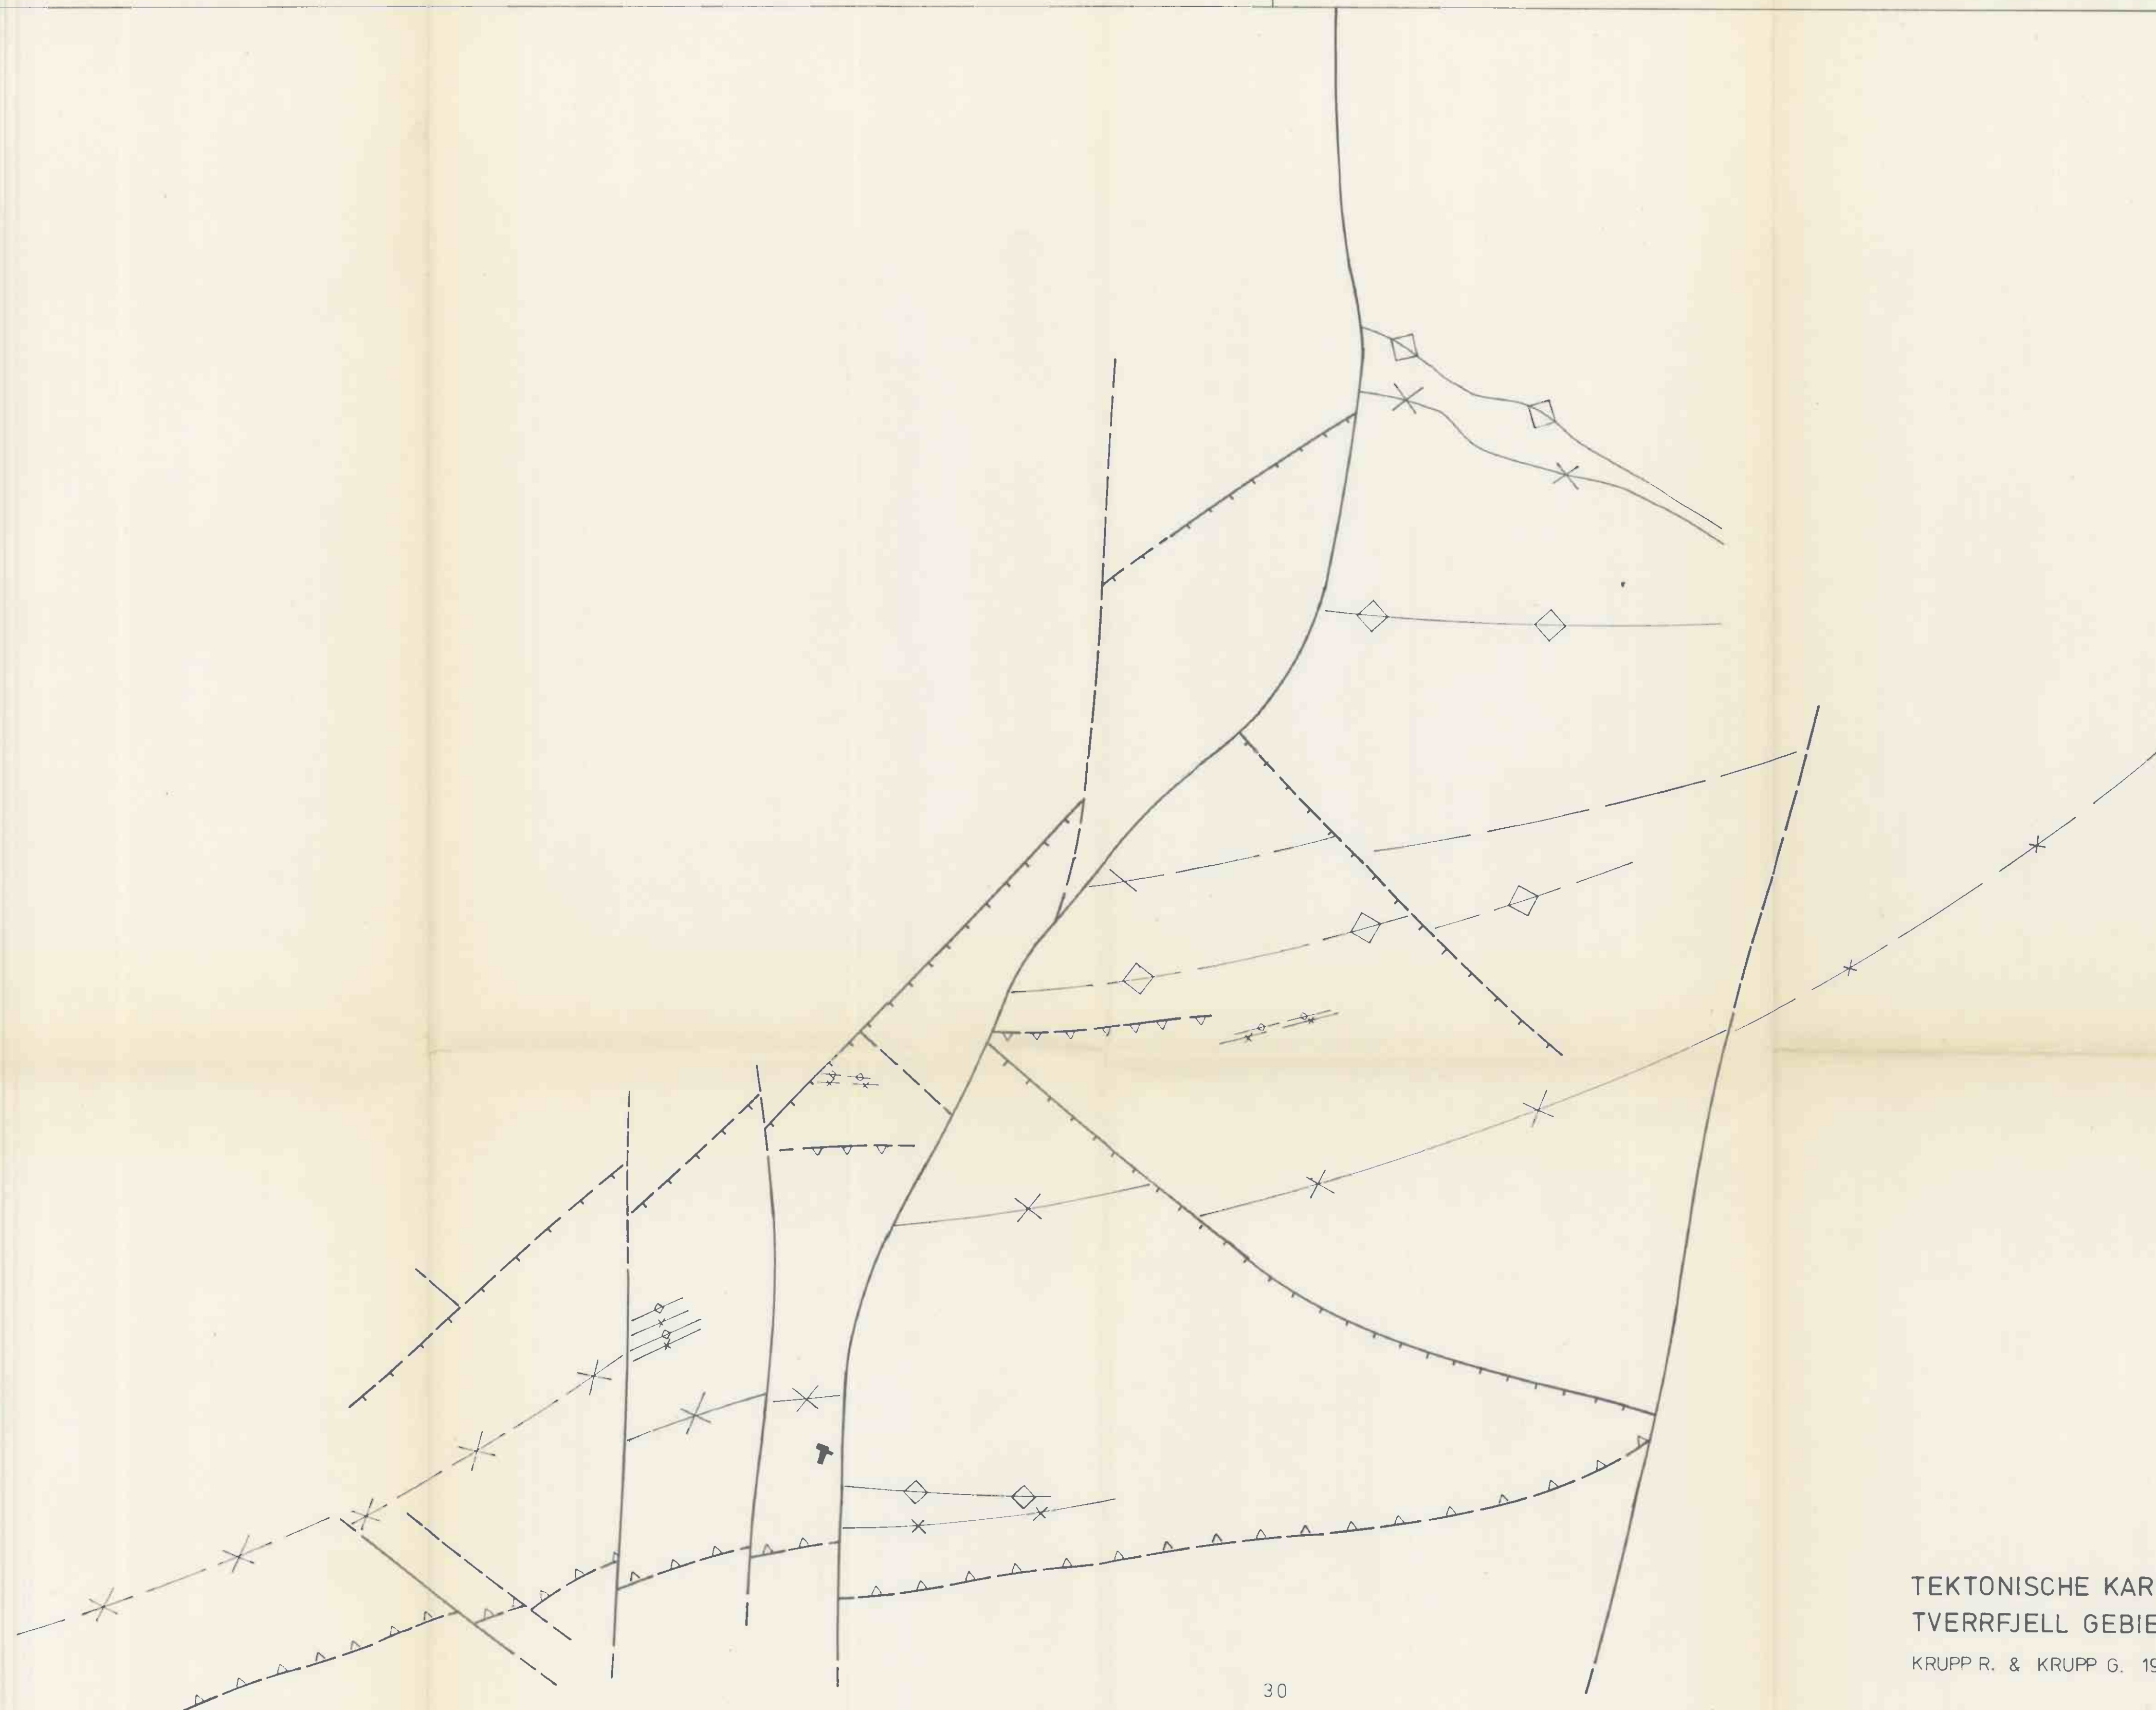 30
TEKTONISCHE KAR
TVERRFJELL GEBIE
KRUPP R. & KRUPP G. 19